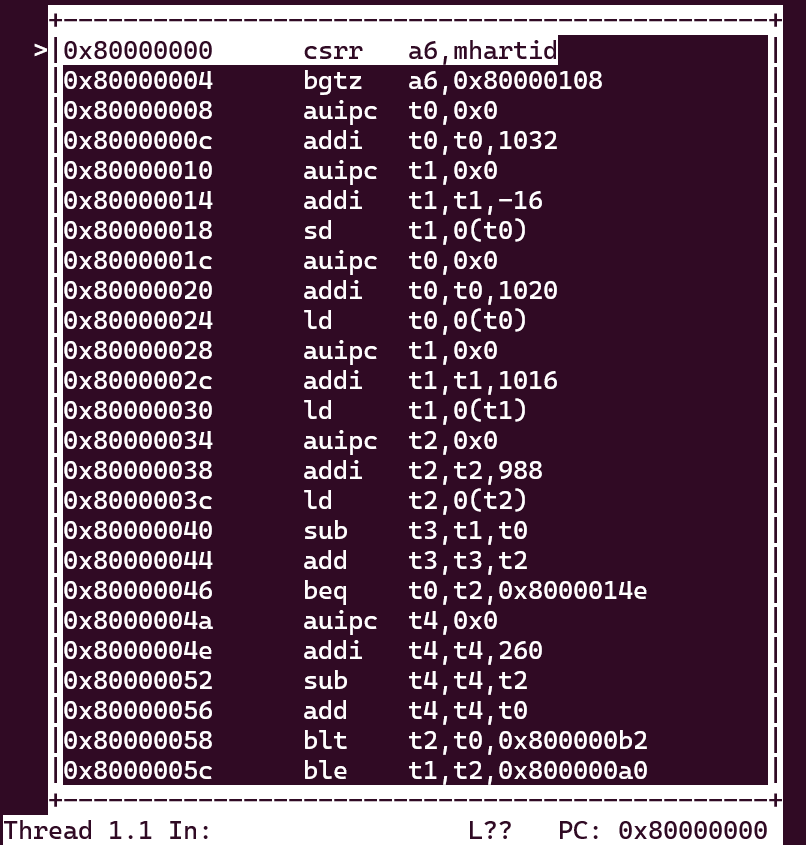 >│0x80000000      csrr   a6,mhartid
0x80000004      bgtz   a6,0x80000108
0x80000008      auipc  t0,0x0
0x8000000c      addi   t0,t0,1032
0x80000010      auipc  t1,0x0
0x80000014      addi   t1,t1,-16
0x80000018      sd     t1,0(t0)
0x8000001c      auipc  t0,0x0
0x80000020      addi   t0,t0,1020
0x80000024      ld     t0,0(t0)
0x80000028      auipc  t1,0x0
0x8000002c      addi   t1,t1,1016
0x80000030      ld     t1,0(t1)
0x80000034      auipc  t2,0x0
0x80000038      addi   t2,t2,988
0x8000003c      ld     t2,0(t2)
0x80000040      sub    t3,t1,t0
0x80000044      add    t3,t3,t2
0x80000046      beq    t0,t2,0x8000014e
0x8000004a      auipc  t4,0x0
0x8000004e      addi   t4,t4,260
0x80000052      sub    t4,t4,t2
0x80000056      add    t4,t4,t0
0x80000058      blt    t2,t0,0x800000b2
0x8000005c      ble    t1,t2,0x800000a0
Thread 1.1 In:                 L??   PC: 0x80000000